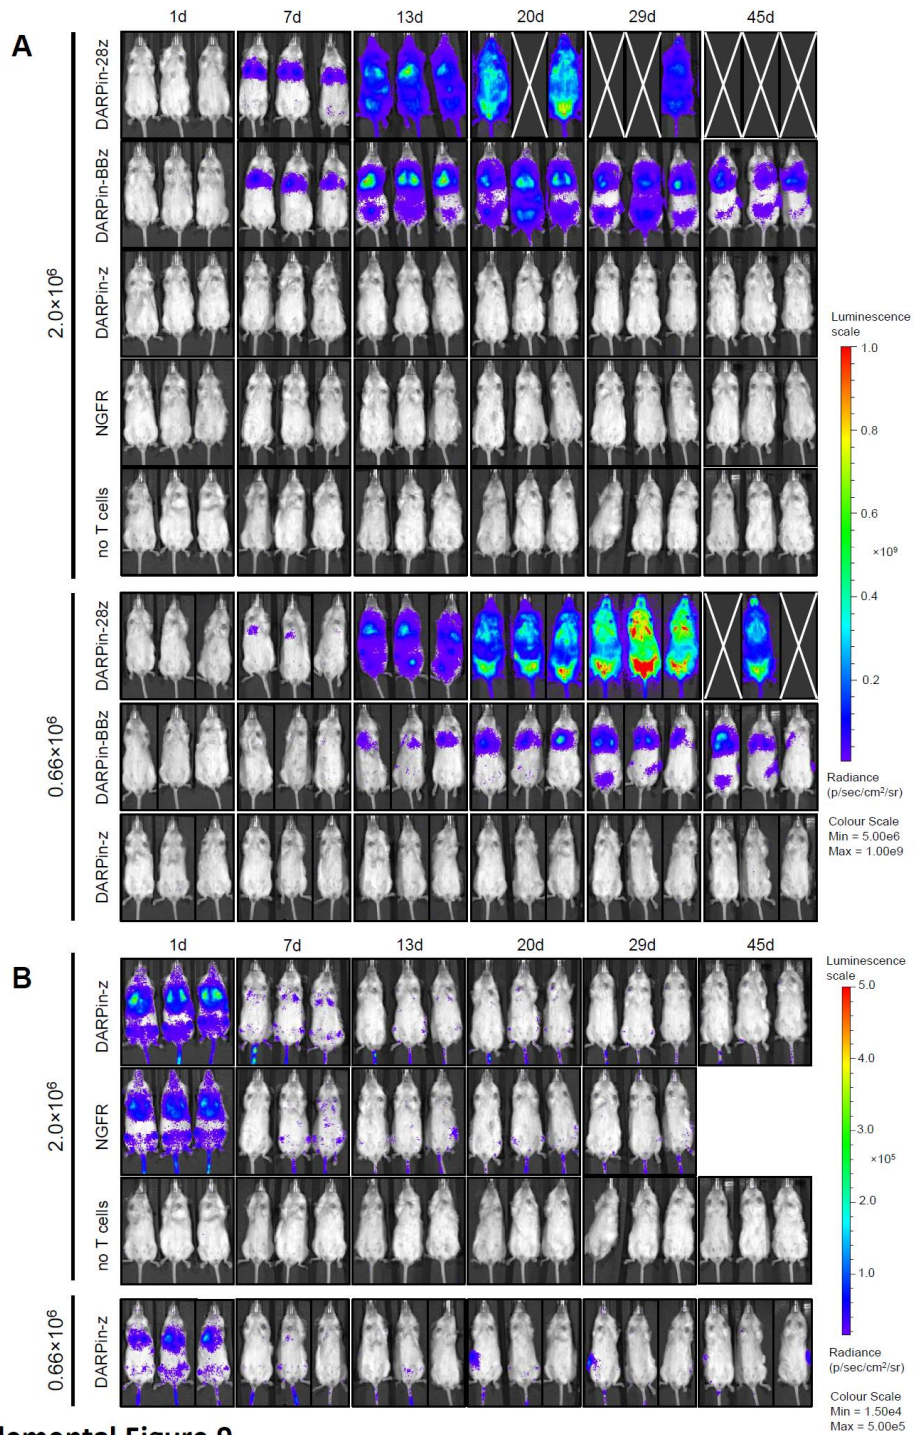 1d 7d 13d 20d 29d 45d
A
2.0×10⁶
DARPin-28z
DARPin-BBz
DARPin-z
NGFR
no T cells
0.66×10⁶
DARPin-28z
DARPin-BBz
DARPin-z
Luminescence
scale
1.0
0.8
0.6
×10⁹
0.4
0.2
Radiance
(p/sec/cm²/sr)
Colour Scale
Min = 5.00e6
Max = 1.00e9
1d 7d 13d 20d 29d 45d
B
2.0×10⁶
DARPin-z
NGFR
no T cells
0.66×10⁶
DARPin-z
Luminescence
scale
5.0
4.0
3.0
×10⁵
2.0
1.0
Radiance
(p/sec/cm²/sr)
Colour Scale
Min = 1.50e4
Max = 5.00e5